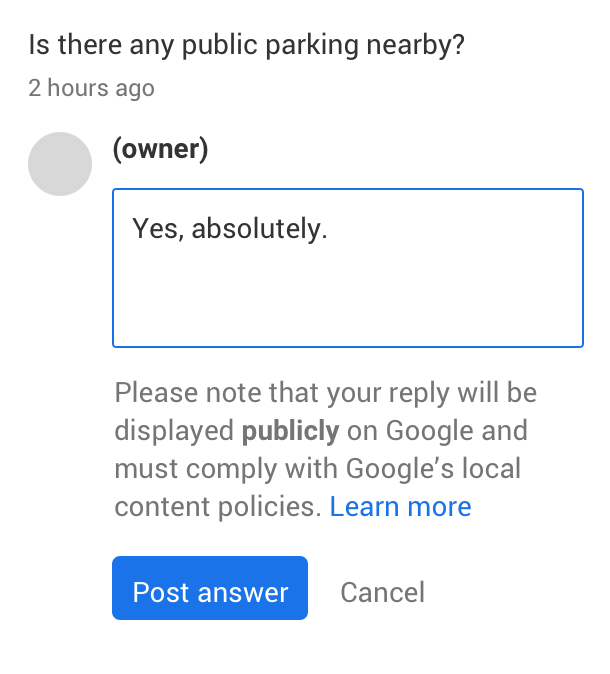 Is there any public parking nearby?
2 hours ago
(owner)
Yes, absolutely.
Please note that your reply will be
displayed publicly on Google and
must comply with Google’s local
content policies. Learn more
Post answer Cancel